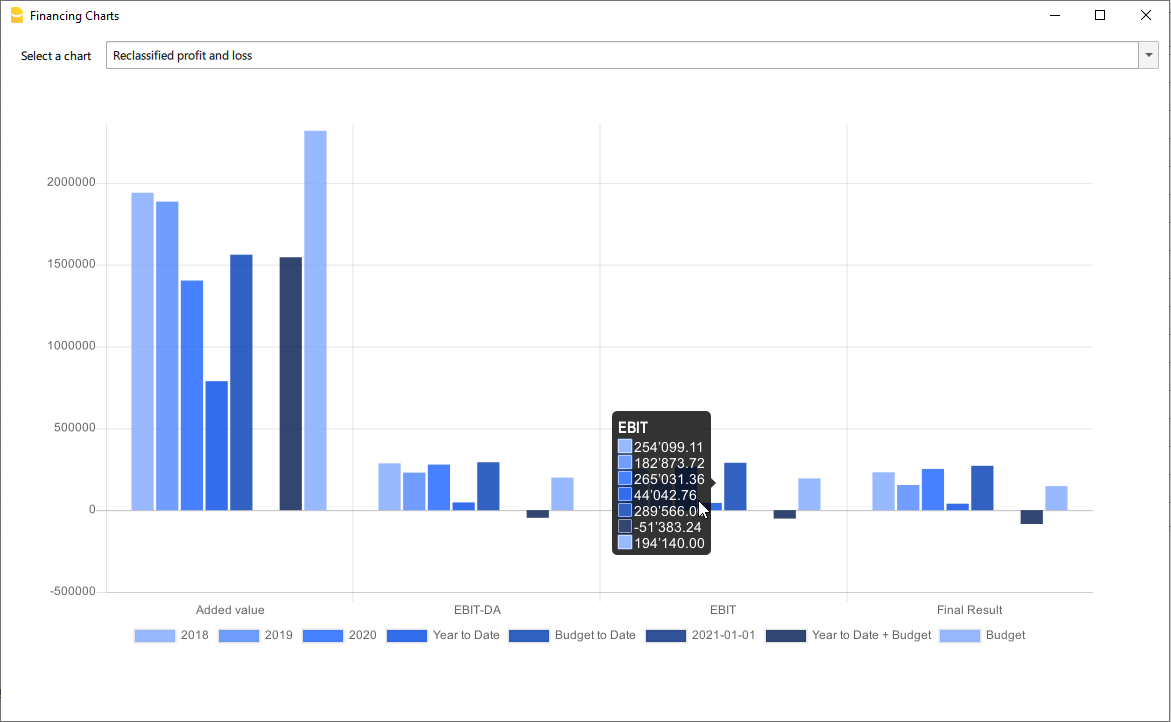 Financing Charts
Select a chart
Reclassified profit and loss
2000000
1500000
1000000
500000
0
-500000
EBIT
254'099.11
182'873.72
265'031.36
44'042.76
289'566.0
-51'383.24
194'140.00
Added value EBIT-DA EBIT Final Result
2018 2019 2020 Year to Date Budget to Date 2021-01-01 Year to Date + Budget Budget